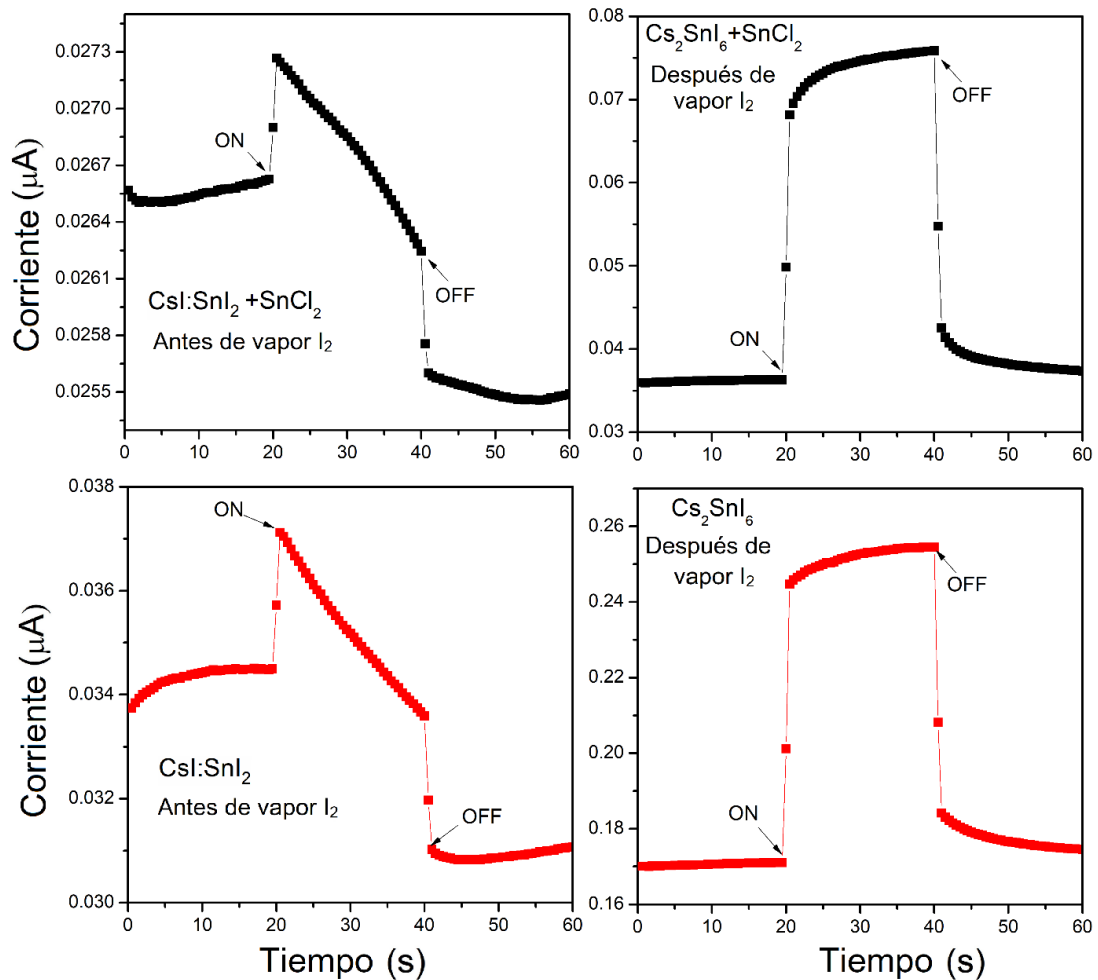 Corriente (μA)
0.0273
0.0270
0.0267
0.0264
0.0261
0.0258
0.0255
ON
OFF
CsI:SnI₂ +SnCl₂
Antes de vapor I₂
0 10 20 30 40 50 60
0.08
0.07
0.06
0.05
0.04
0.03
Cs₂SnI₆+SnCl₂
Después de
vapor I₂
OFF
ON
0 10 20 30 40 50 60
Corriente (μA)
0.038
0.036
0.034
0.032
0.030
ON
CsI:SnI₂
Antes de vapor I₂
OFF
0 10 20 30 40 50 60
Tiempo (s)
0.26
0.24
0.22
0.20
0.18
0.16
Cs₂SnI₆
Después de
vapor I₂
OFF
ON
0 10 20 30 40 50 60
Tiempo (s)